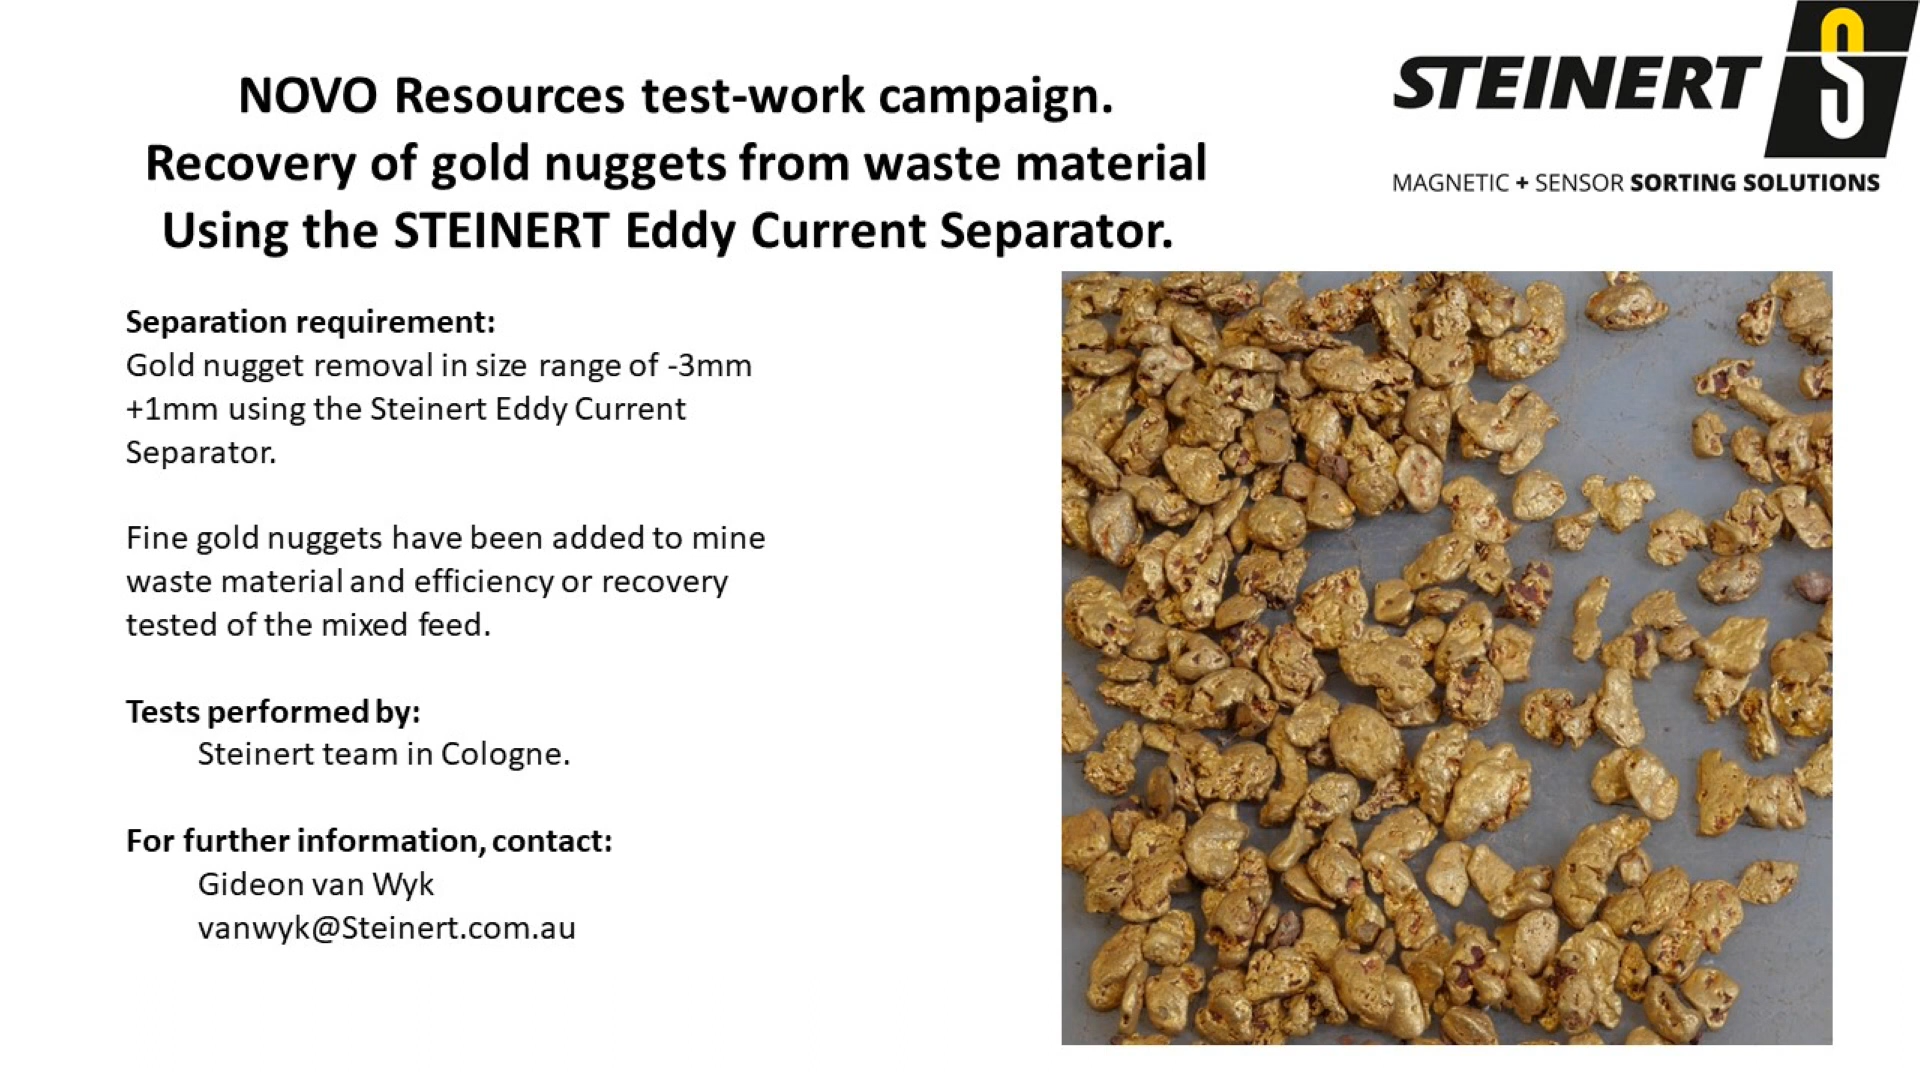 NOVO Resources test-work campaign.
Recovery of gold nuggets from waste material
Using the STEINERT Eddy Current Separator.
STEINERT
MAGNETIC + SENSOR SORTING SOLUTIONS
Separation requirement:
Gold nugget removal in size range of -3mm
+1mm using the Steinert Eddy Current
Separator.
Fine gold nuggets have been added to mine
waste material and efficiency or recovery
tested of the mixed feed.
Tests performed by:
Steinert team in Cologne.
For further information, contact:
Gideon van Wyk
vanwyk@Steinert.com.au